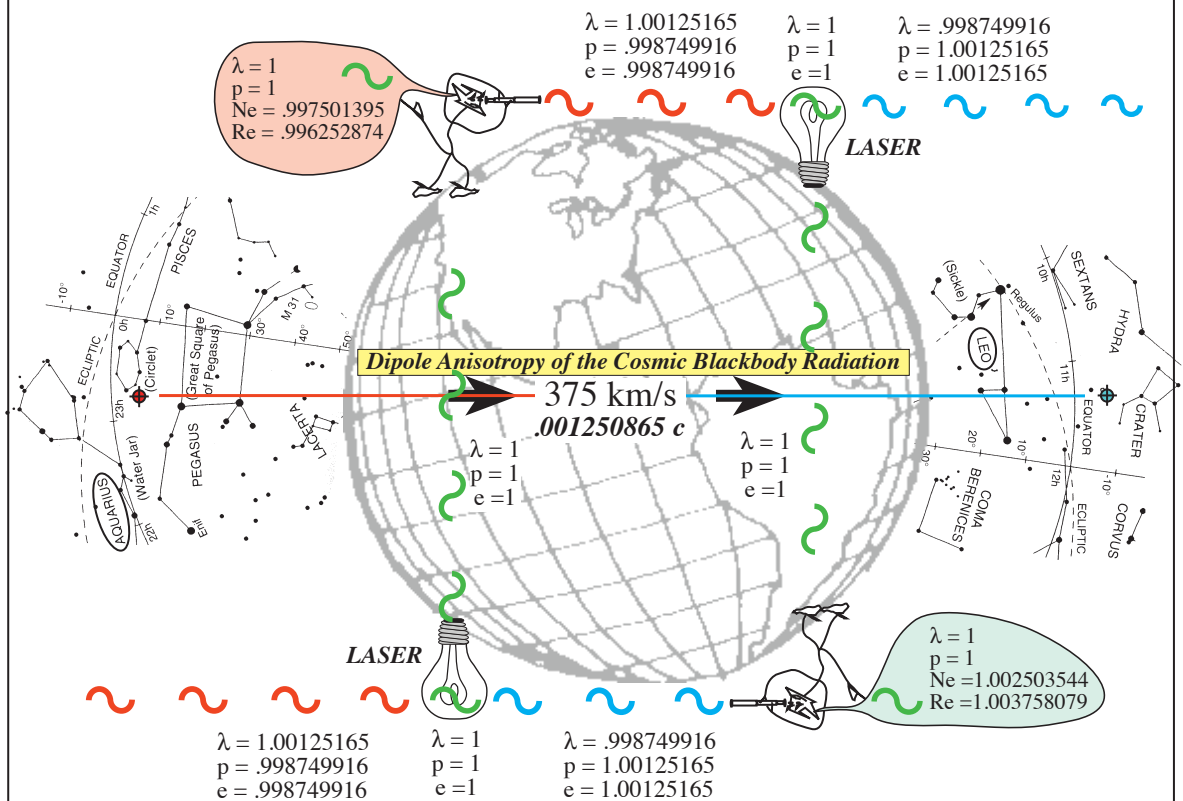 λ = 1.00125165
p = .998749916
e = .998749916
λ = 1
p = 1
e =1
λ = .998749916
p = 1.00125165
e = 1.00125165
λ = 1
p = 1
Ne = .997501395
Re = .996252874
LASER
1h
EQUATOR
PISCES
-10°
0h
10°
30°
M 31
40°
50°
ECLIPTIC
(Circlet)
(Great Square
of Pegasus)
23h
(Water Jar)
PEGASUS
LACERTA
AQUARIUS
22h
Enif
Dipole Anisotropy of the Cosmic Blackbody Radiation
375 km/s
.001250865 c
λ = 1
p = 1
e =1
λ = 1
p = 1
e =1
10h
SEXTANS
(Sickle)
Regulus
HYDRA
LEO
11h
EQUATOR
CRATER
30°
20°
10°
12h
-10°
COMA
BERENICES
ECLIPTIC
CORVUS
LASER
λ = 1
p = 1
Ne =1.002503544
Re =1.003758079
λ = 1.00125165
p = .998749916
e = .998749916
λ = 1
p = 1
e =1
λ = .998749916
p = 1.00125165
e = 1.00125165